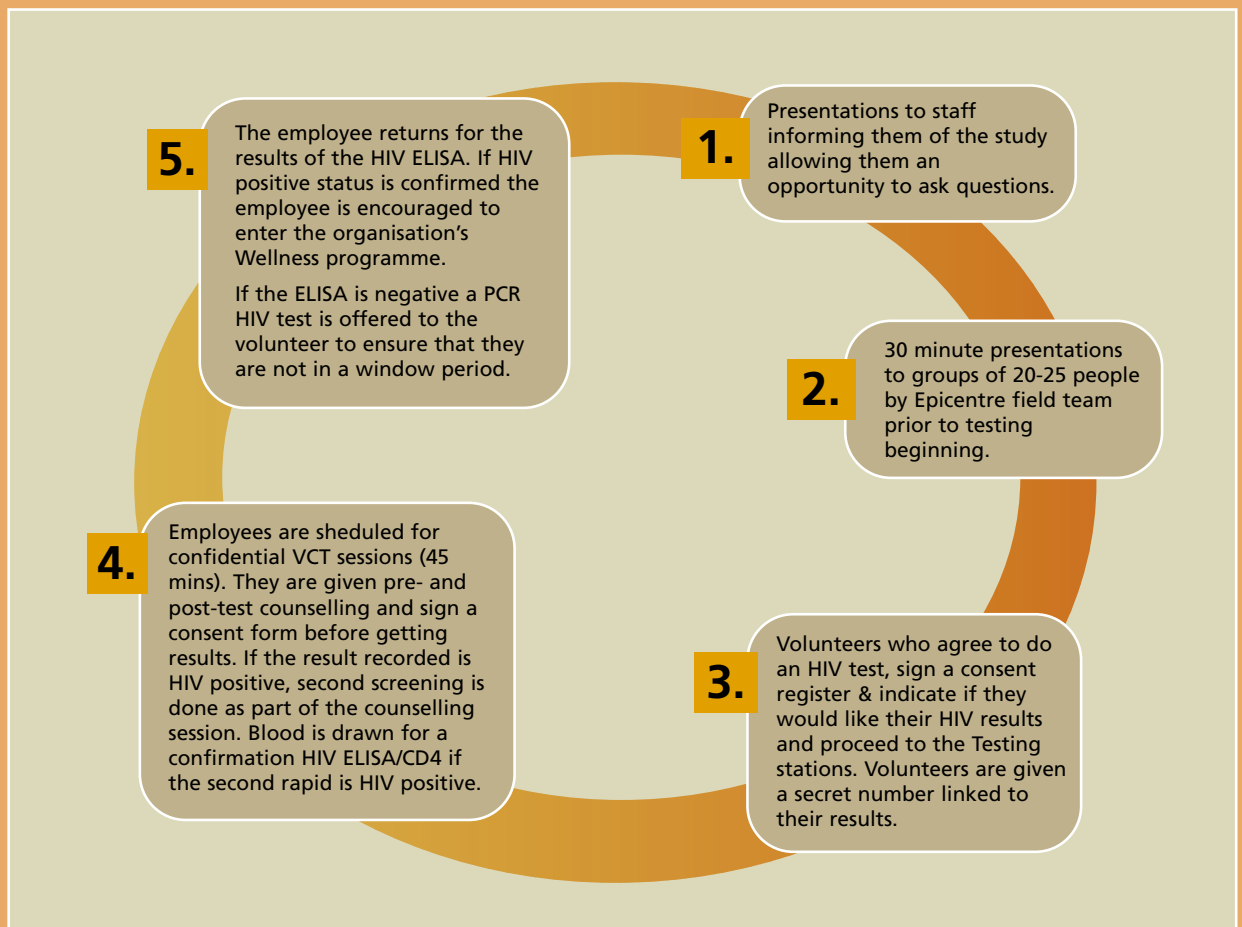 1.
Presentations to staff
informing them of the study
allowing them an
opportunity to ask questions.
2.
30 minute presentations
to groups of 20-25 people
by Epicentre field team
prior to testing
beginning.
3.
Volunteers who agree to do
an HIV test, sign a consent
register & indicate if they
would like their HIV results
and proceed to the Testing
stations. Volunteers are given
a secret number linked to
their results.
4.
Employees are sheduled for
confidential VCT sessions (45
mins). They are given pre- and
post-test counselling and sign a
consent form before getting
results. If the result recorded is
HIV positive, second screening is
done as part of the counselling
session. Blood is drawn for a
confirmation HIV ELISA/CD4 if
the second rapid is HIV positive.
5.
The employee returns for the
results of the HIV ELISA. If HIV
positive status is confirmed the
employee is encouraged to
enter the organisation's
Wellness programme.
If the ELISA is negative a PCR
HIV test is offered to the
volunteer to ensure that they
are not in a window period.